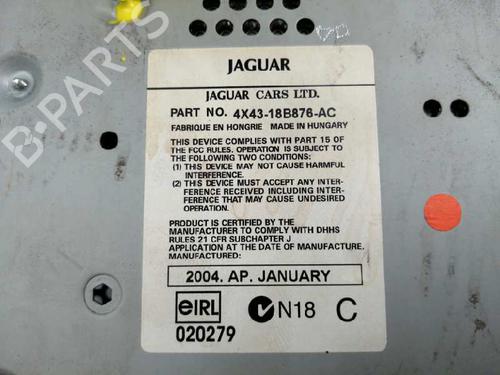 JAGUAR
JAGUAR CARS LTD.
PART NO. 4X43-18B876-AC
FABRIQUE EN HONGRIE MADE IN HUNGARY
THIS DEVICE COMPLIES WITH PART 15 OF
THE FCC RULES. OPERATION IS SUBJECT TO
THE FOLLOWING TWO CONDITIONS:
(1) THIS DEVICE MAY NOT CAUSE HARMFUL
INTERFERENCE.
(2) THIS DEVICE MUST ACCEPT ANY INTER-
FERENCE RECEIVED INCLUDING INTER-
FERENCE THAT MAY CAUSE UNDESIRED
OPERATION.
PRODUCT IS CERTIFIED BY THE
MANUFACTURER TO COMPLY WITH DHHS
RULES 21 CFR SUBCHAPTER J
APPLICATION AT THE DATE OF MANUFACTURE.
MANUFACTURED:
2004. AP. JANUARY
eIRL N18 C
020279